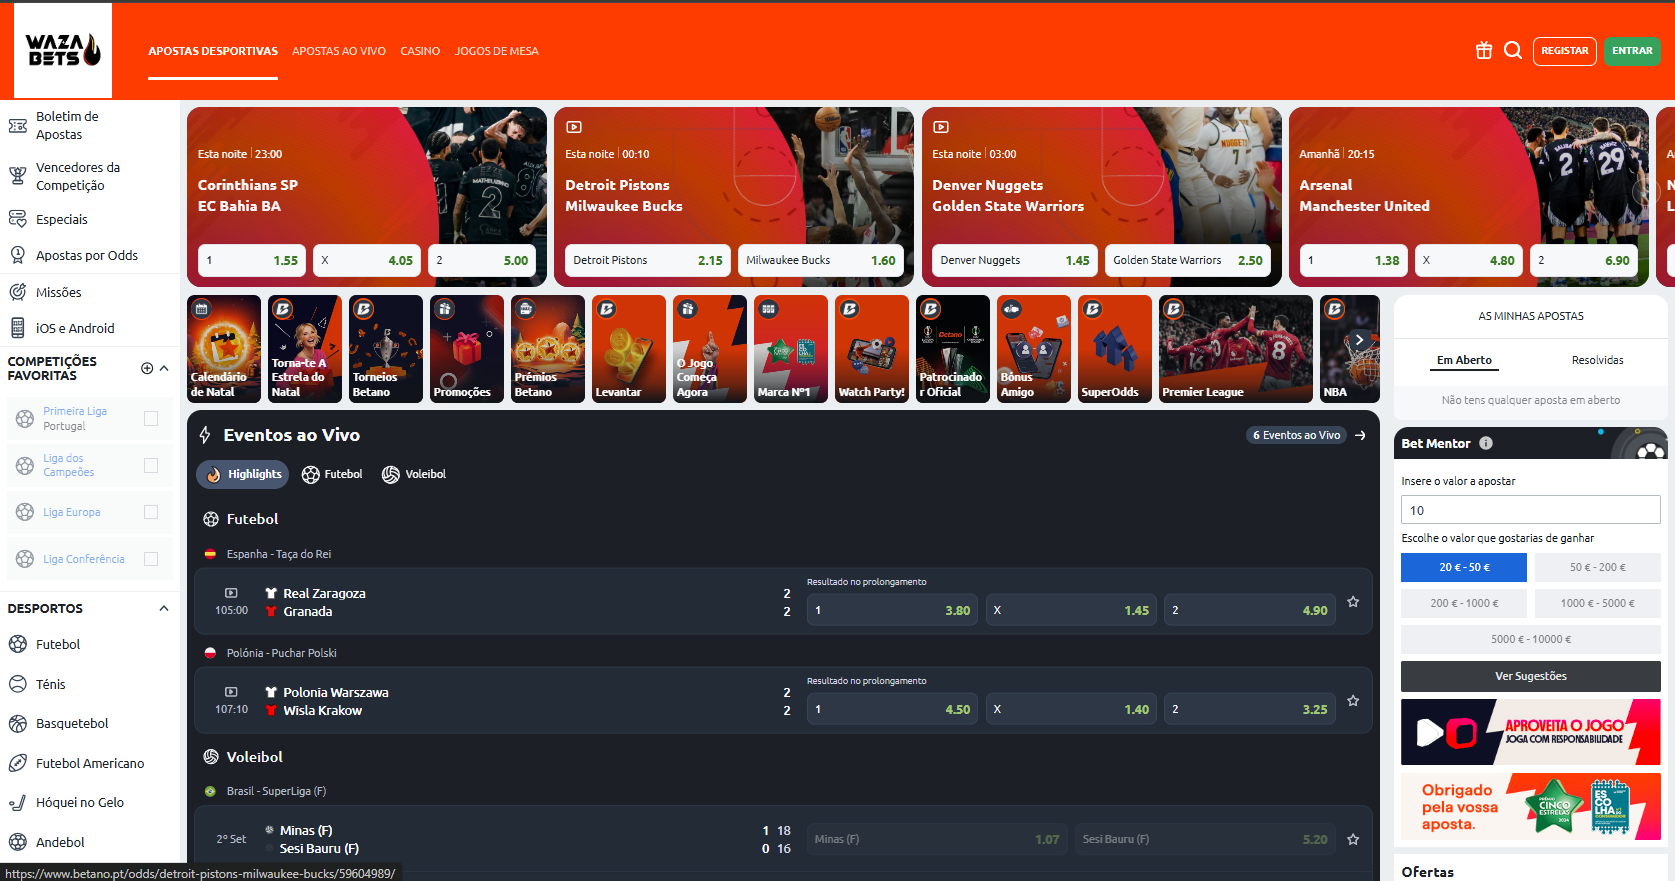 WAZA
BETS
APOSTAS DESPORTIVAS
APOSTAS AO VIVO
CASINO
JOGOS DE MESA
REGISTAR
ENTRAR
Boletim de
Apostas
Vencedores da
Competição
Especiais
Apostas por Odds
Missões
iOS e Android
COMPETIÇÕES
FAVORITAS
Primeira Liga
Portugal
Liga dos
Campeões
Liga Europa
Liga Conferência
DESPORTOS
Futebol
Ténis
Basquetebol
Futebol Americano
Hóquei no Gelo
Andebol
Esta noite | 23:00
Corinthians SP
EC Bahia BA
1 1.55
X 4.05
2 5.00
Esta noite | 00:10
Detroit Pistons
Milwaukee Bucks
Detroit Pistons 2.15
Milwaukee Bucks 1.60
Esta noite | 03:00
Denver Nuggets
Golden State Warriors
Denver Nuggets 1.45
Golden State Warriors 2.50
Amanhã | 20:15
Arsenal
Manchester United
1 1.38
X 4.80
2 6.90
Calendário
de Natal
Torna-te A
Estrela do
Natal
Torneios
Betano
Promoções
Prémios
Betano
Levantar
O Jogo
Começa
Agora
Marca Nº1
Watch Party!
Betano
Patrocinado
r Oficial
Bónus
Amigo
SuperOdds
Premier League
NBA
Eventos ao Vivo
6 Eventos ao Vivo
Highlights
Futebol
Voleibol
Futebol
Espanha - Taça do Rei
105:00
Real Zaragoza 2
Granada 2
Resultado no prolongamento
1 3.80
X 1.45
2 4.90
Polónia - Puchar Polski
107:10
Polonia Warszawa 2
Wisla Krakow 2
Resultado no prolongamento
1 4.50
X 1.40
2 3.25
Voleibol
Brasil - SuperLiga (F)
2º Set
Minas (F) 1 18
Sesi Bauru (F) 0 16
Minas (F) 1.07
Sesi Bauru (F) 5.20
AS MINHAS APOSTAS
Em Aberto
Resolvidas
Não tens qualquer aposta em aberto
Bet Mentor
Insere o valor a apostar
10
Escolhe o valor que gostarias de ganhar
20 € - 50 €
50 € - 200 €
200 € - 1000 €
1000 € - 5000 €
5000 € - 10000 €
Ver Sugestões
APROVEITA O JOGO
JOGA COM RESPONSABILIDADE
Obrigado
pela vossa
aposta.
PRÉMIO
CINCO
ESTRELAS
2024
ES
COLHA
Ofertas
https://www.betano.pt/odds/detroit-pistons-milwaukee-bucks/59604989/